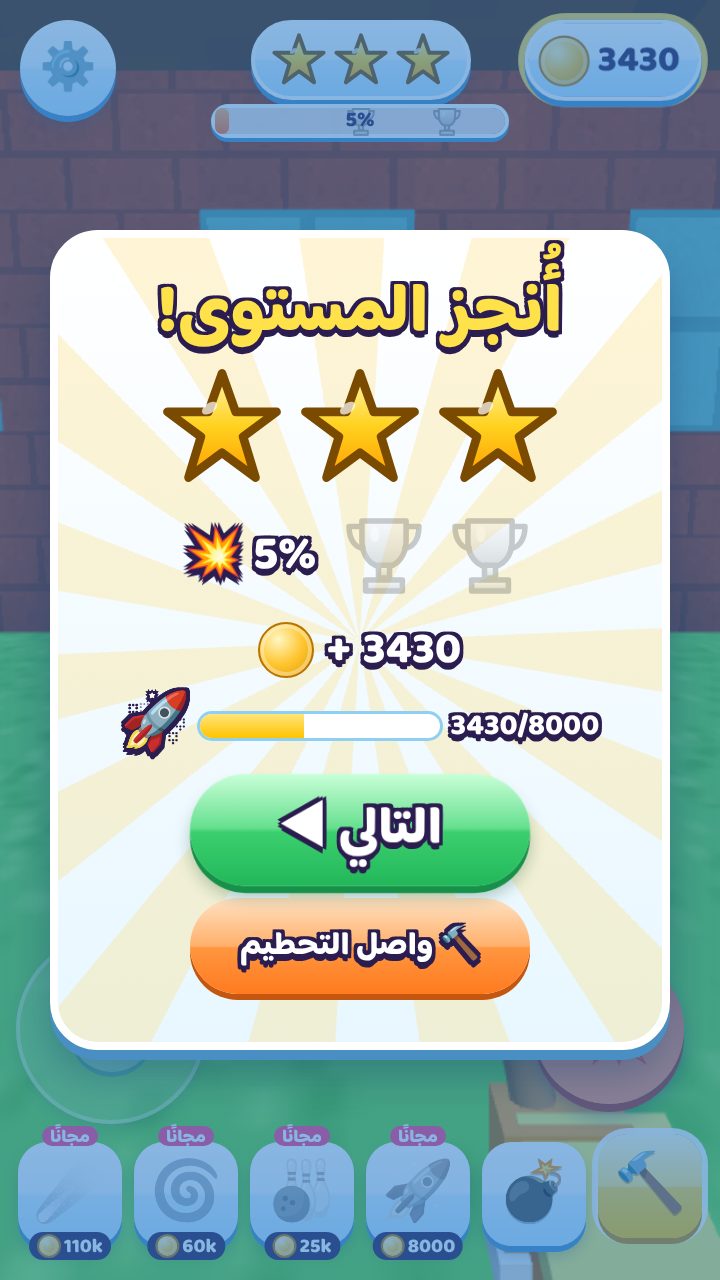 3430
5%
أُنجز المستوى!
5%
+ 3430
3430/8000
التالي
واصل التحطيم
مجانًا
مجانًا
مجانًا
مجانًا
110k
60k
25k
8000